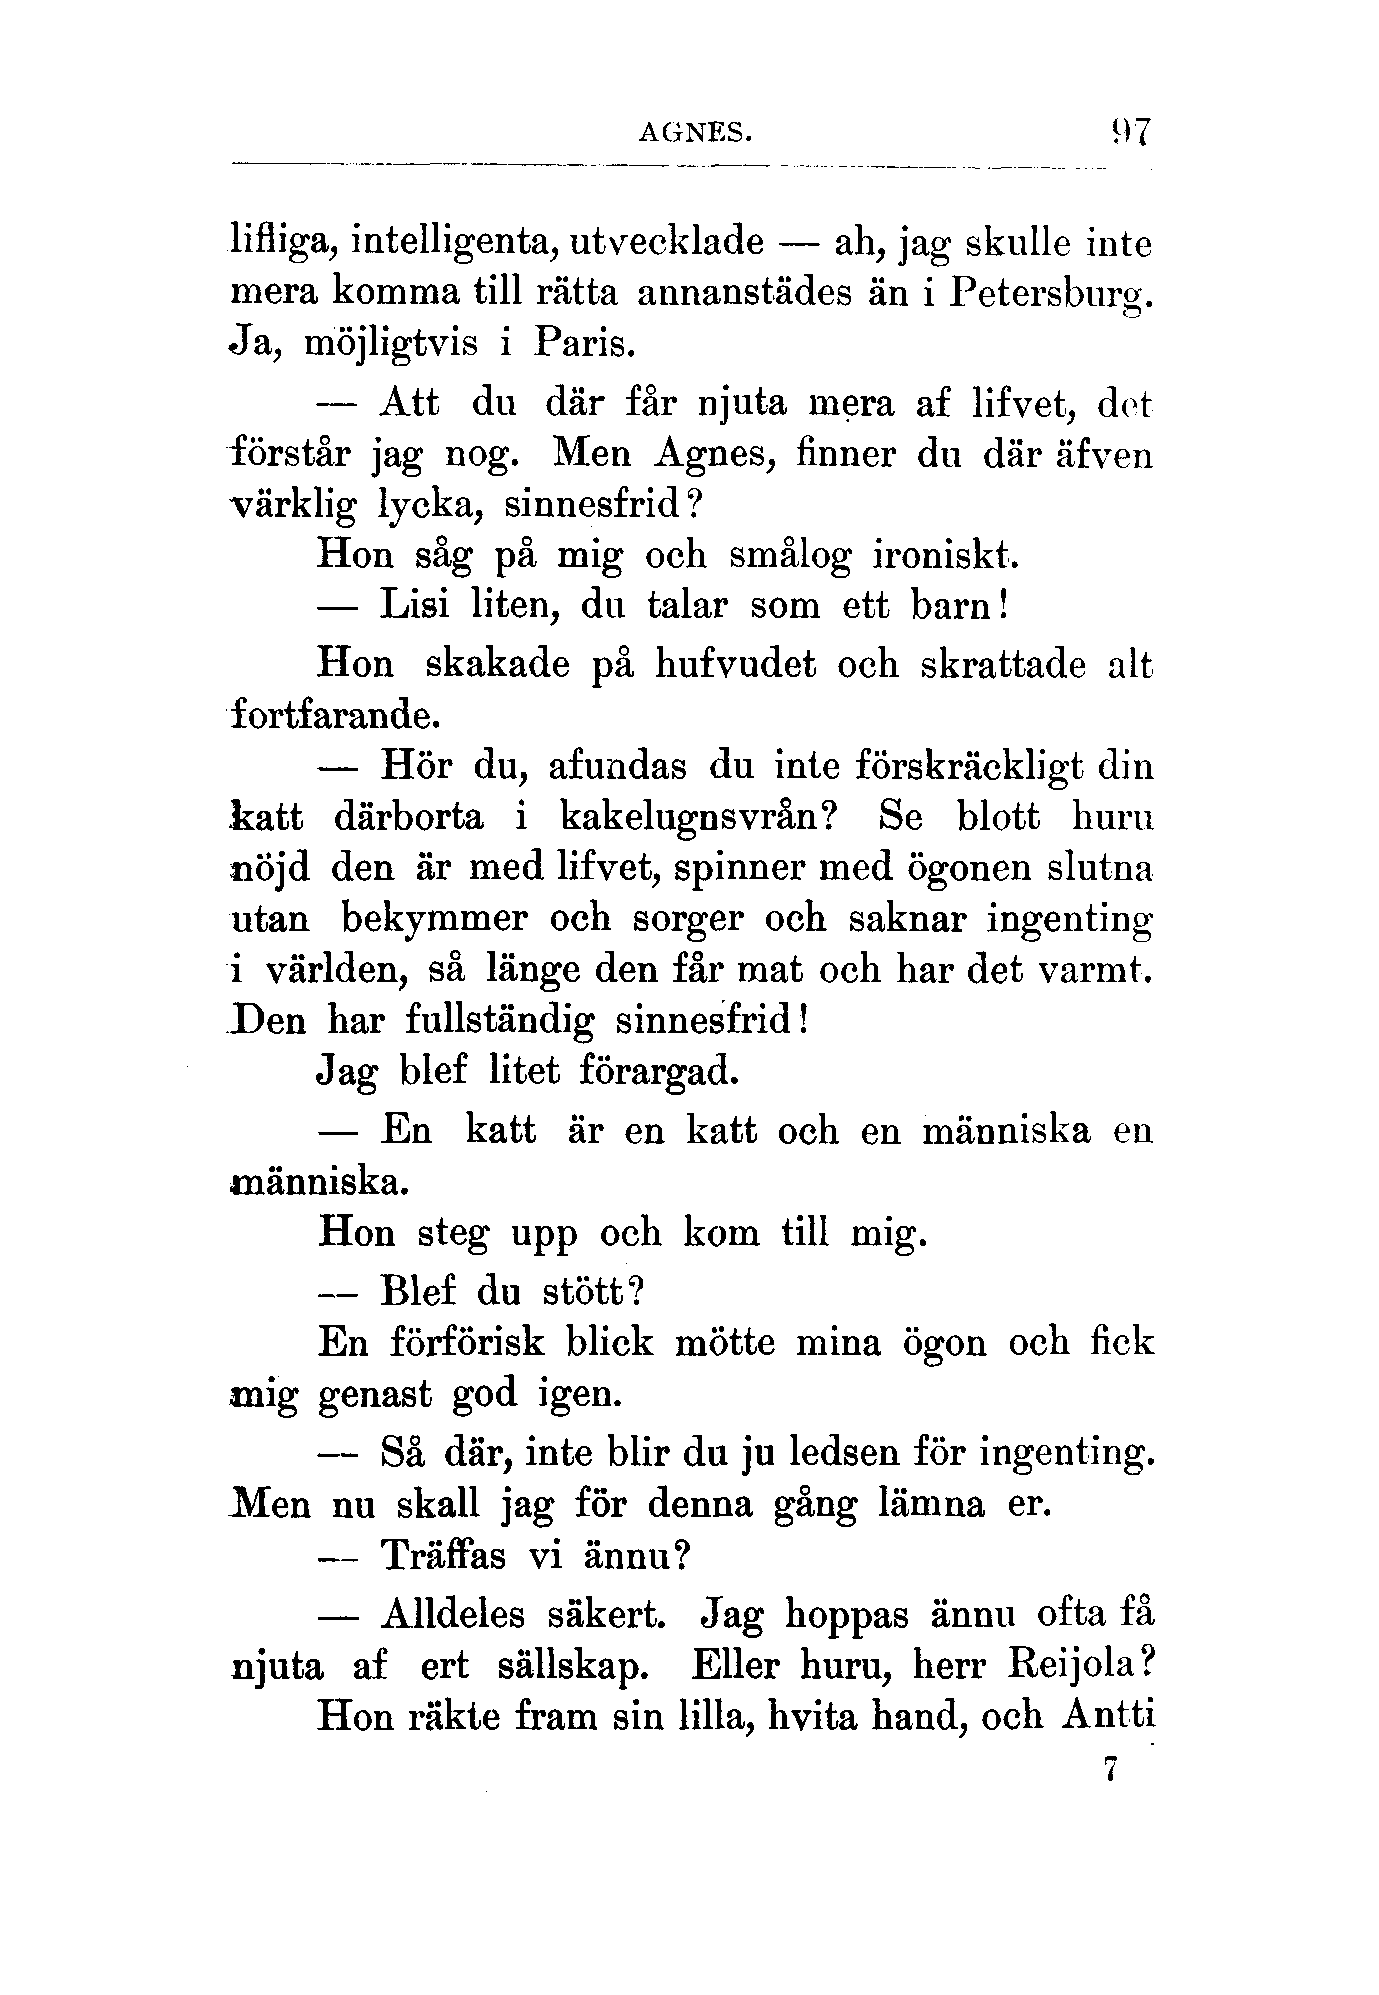 AGNES. 97
lifliga, intelligenta, utvecklade — ah, jag skulle inte
mera komma till rätta annanstädes än i Petersburg.
Ja, möjligtvis i Paris.
— Att du där får njuta mera af lifvet, det
förstår jag nog. Men Agnes, finner du där äfven
värklig lycka, sinnesfrid?
Hon såg på mig och smålog ironiskt.
— Lisi liten, du talar som ett barn!
Hon skakade på hufvudet och skrattade alt
fortfarande.
— Hör du, afundas du inte förskräckligt din
katt därborta i kakelugnsvrån? Se blott huru
nöjd den är med lifvet, spinner med ögonen slutna
utan bekymmer och sorger och saknar ingenting
i världen, så länge den får mat och har det varmt.
Den har fullständig sinnesfrid!
Jag blef litet förargad.
— En katt är en katt och en människa en
människa.
Hon steg upp och kom till mig.
— Blef du stött?
En förförisk blick mötte mina ögon och fick
mig genast god igen.
— Så där, inte blir du ju ledsen för ingenting.
Men nu skall jag för denna gång lämna er.
— Träffas vi ännu?
— Alldeles säkert. Jag hoppas ännu ofta få
njuta af ert sällskap. Eller huru, herr Reijola?
Hon räkte fram sin lilla, hvita hand, och Antti
7